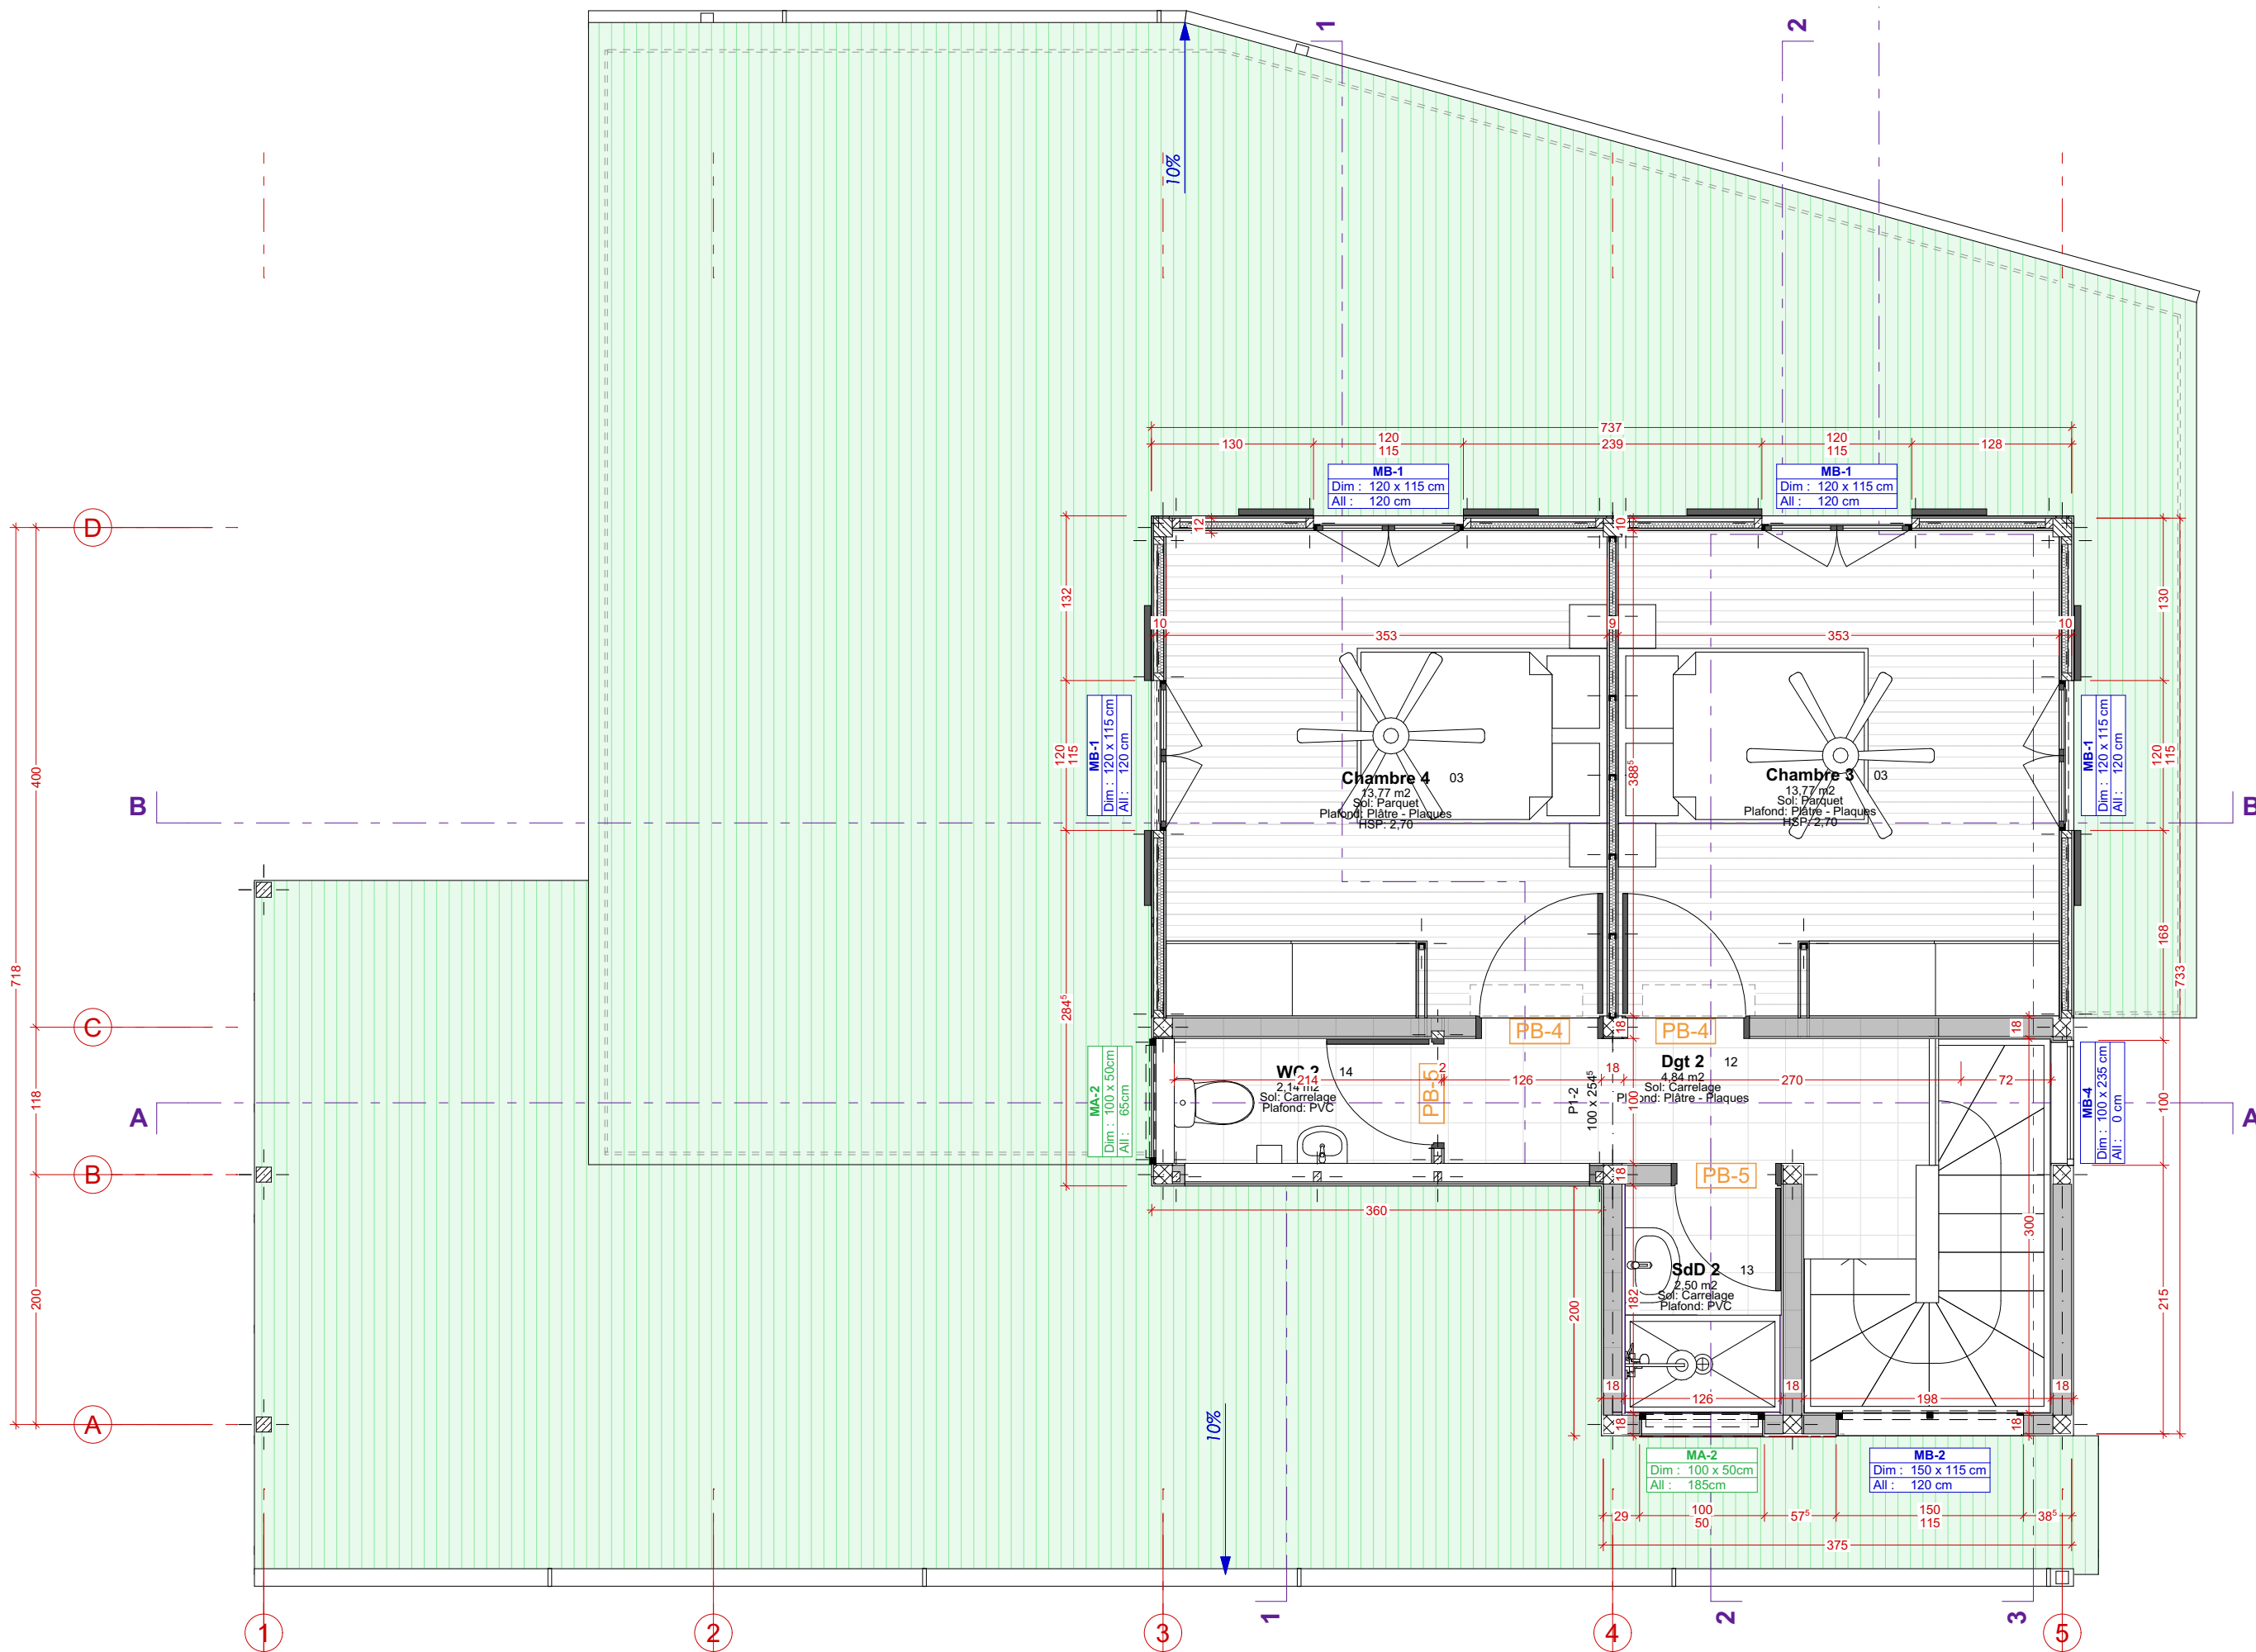 1
2
10%
737
130
120
115
239
120
115
128
MB-1
Dim : 120 x 115 cm
All : 120 cm
MB-1
Dim : 120 x 115 cm
All : 120 cm
D
12
10
132
130
10
353
9
353
10
718
400
120
115
MB-1
Dim : 120 x 115 cm
All : 120 cm
388⁵
Chambre 4 03
13,77 m2
Sol: Parquet
Plafond: Plâtre - Plaques
HSP: 2,70
Chambre 3 03
13,77 m2
Sol: Parquet
Plafond: Plâtre - Plaques
HSP: 2,70
MB-1
Dim : 120 x 115 cm
All : 120 cm
120
115
B
B
284⁵
168
733
C
PB-4
18
PB-4
18
118
MA-2
Dim : 100 x 50cm
All : 65cm
WC 2 14
2,14 m2
Sol: Carrelage
Plafond: PVC
214
PB-5
2
126
P1-2
100 x 254⁵
18
Dgt 2 12
4,84 m2
Sol: Carrelage
Plafond: Plâtre - Plaques
100
270
72
MB-4
Dim : 100 x 235 cm
All : 0 cm
100
A
A
B
18
PB-5
360
200
200
182
SdD 2 13
2,50 m2
Sol: Carrelage
Plafond: PVC
300
215
18
126
18
198
18
A
18
18
10%
MA-2
Dim : 100 x 50cm
All : 185cm
MB-2
Dim : 150 x 115 cm
All : 120 cm
29
100
50
57⁵
150
115
38⁵
375
1
2
3
1
2
3
4
5